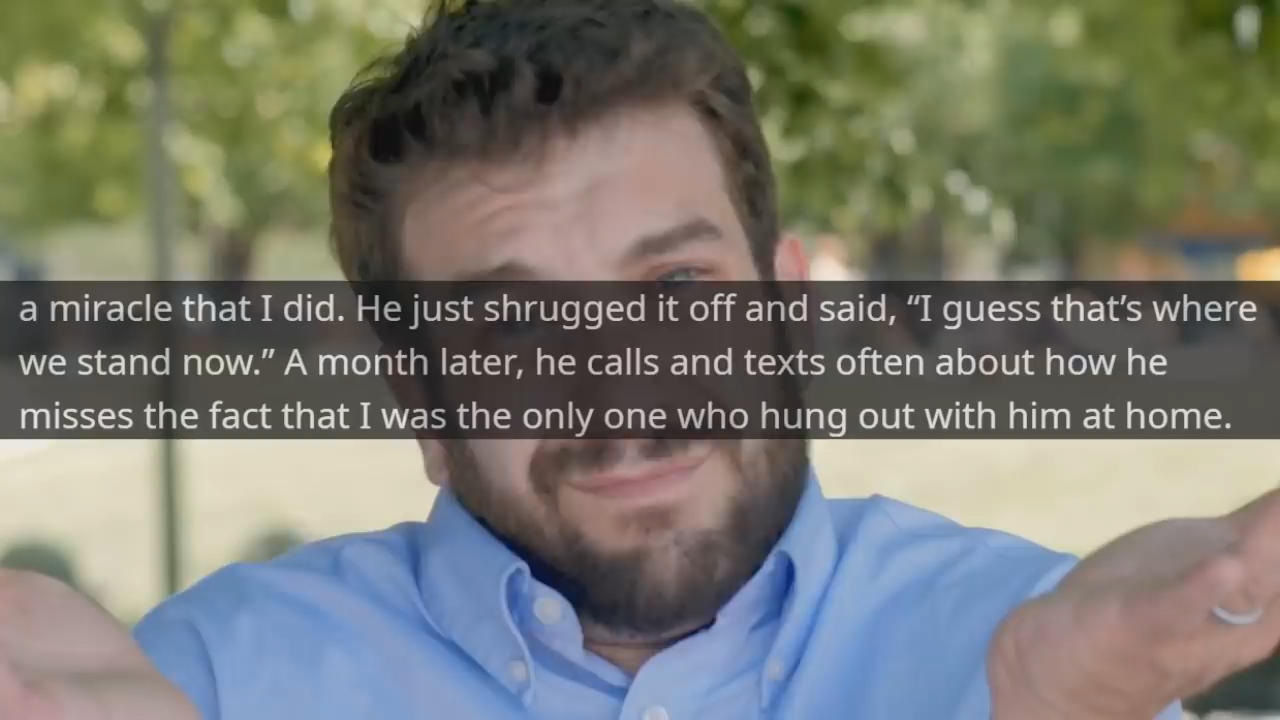 a miracle that I did. He just shrugged it off and said, “I guess that’s where
we stand now.” A month later, he calls and texts often about how he
misses the fact that I was the only one who hung out with him at home.